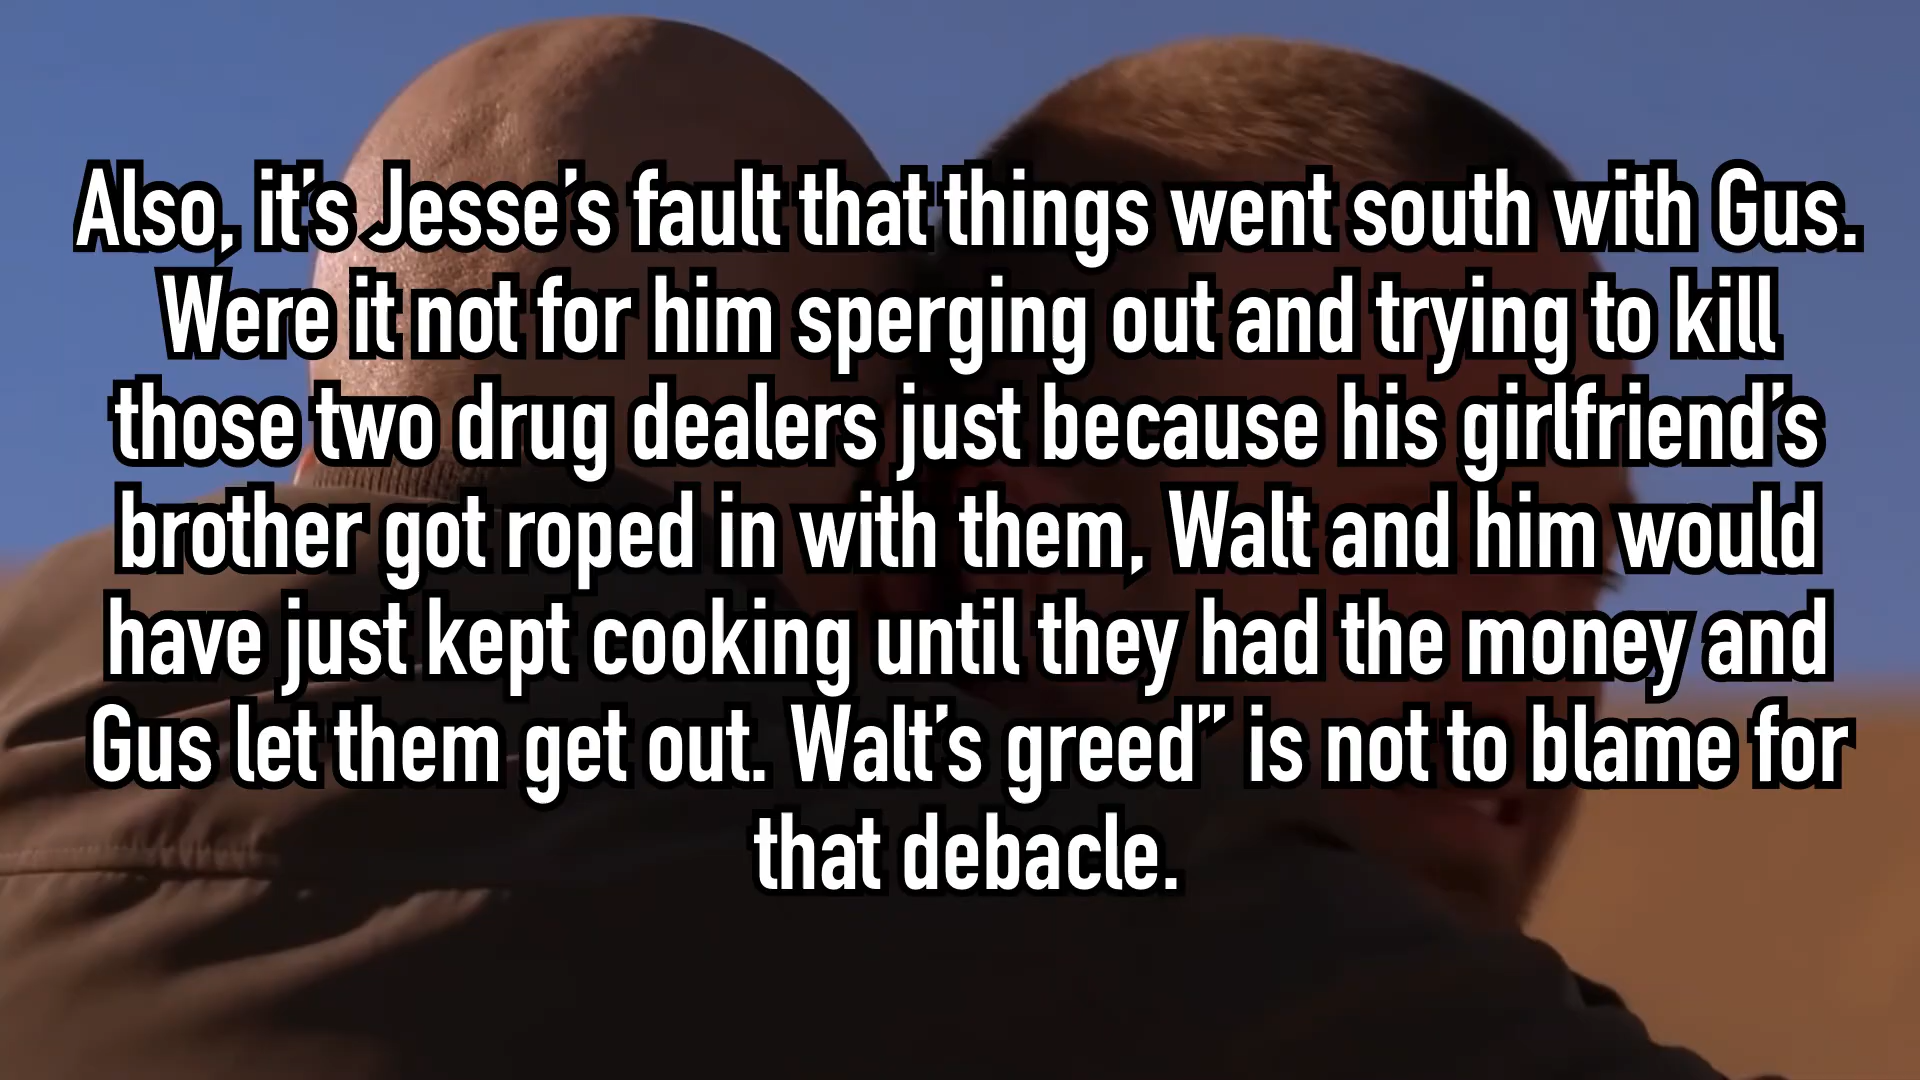 Also, it’s Jesse’s fault that things went south with Gus.
Were it not for him sperging out and trying to kill
those two drug dealers just because his girlfriend’s
brother got roped in with them, Walt and him would
have just kept cooking until they had the money and
Gus let them get out. Walt’s greed” is not to blame for
that debacle.